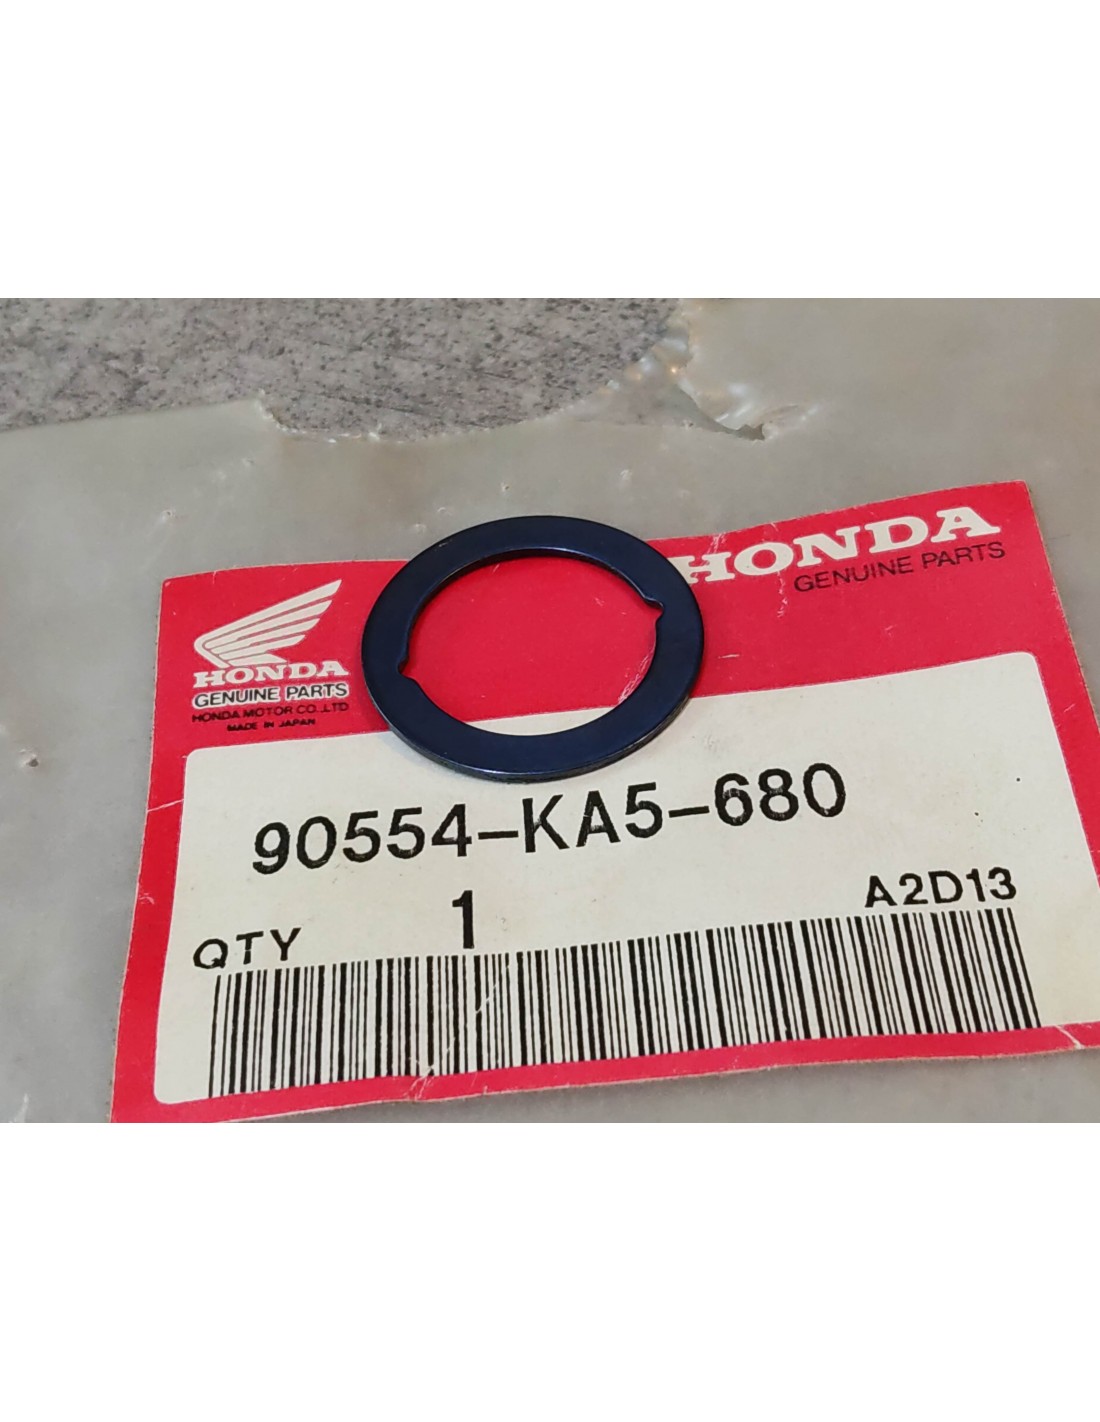 HONDA
GENUINE PARTS
HONDA
GENUINE PARTS
HONDA MOTOR CO.,LTD
MADE IN JAPAN
90554-KA5-680
QTY 1 A2D13